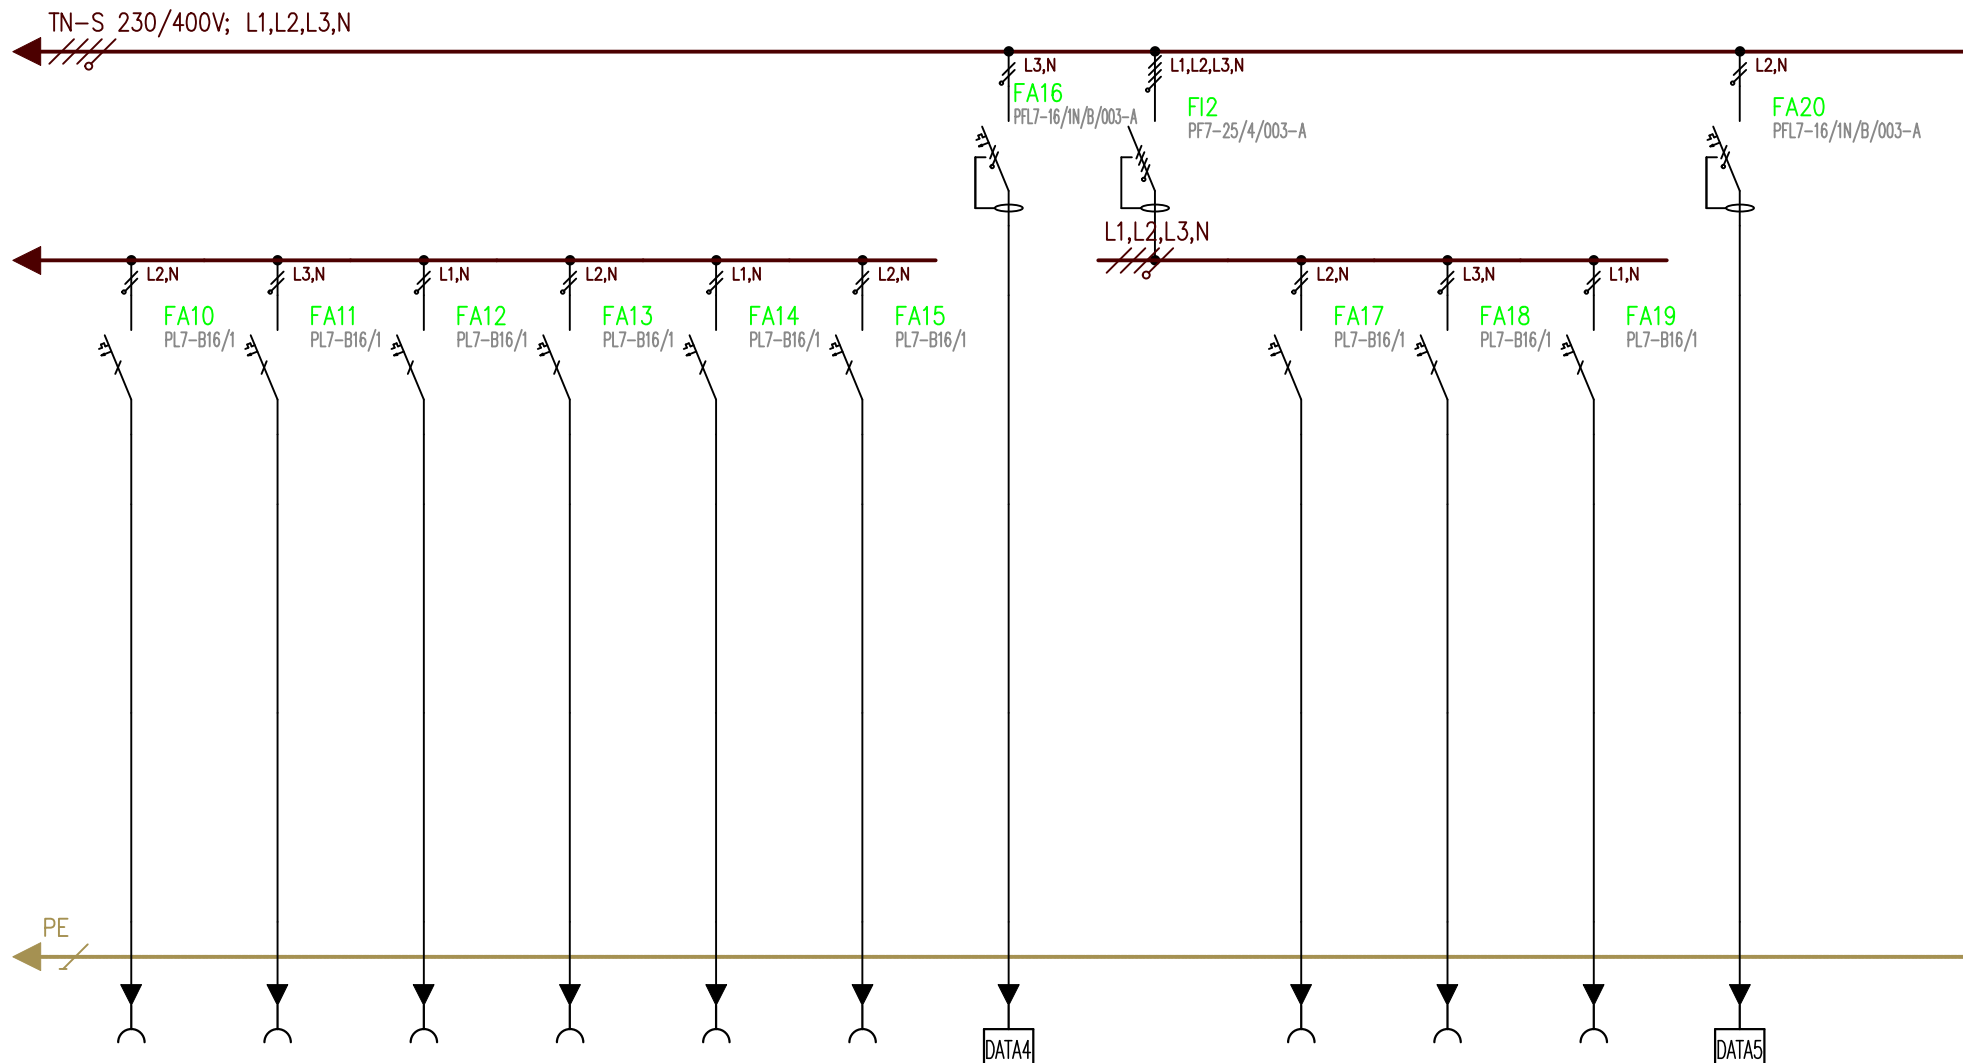 TN-S 230/400V; L1,L2,L3,N
L3,N
FA16
PFL7-16/1N/B/003-A
L1,L2,L3,N
FI2
PF7-25/4/003-A
L2,N
FA20
PFL7-16/1N/B/003-A
L1,L2,L3,N
L2,N
FA10
PL7-B16/1
L3,N
FA11
PL7-B16/1
L1,N
FA12
PL7-B16/1
L2,N
FA13
PL7-B16/1
L1,N
FA14
PL7-B16/1
L2,N
FA15
PL7-B16/1
L2,N
FA17
PL7-B16/1
L3,N
FA18
PL7-B16/1
L1,N
FA19
PL7-B16/1
PE
DATA4
DATA5